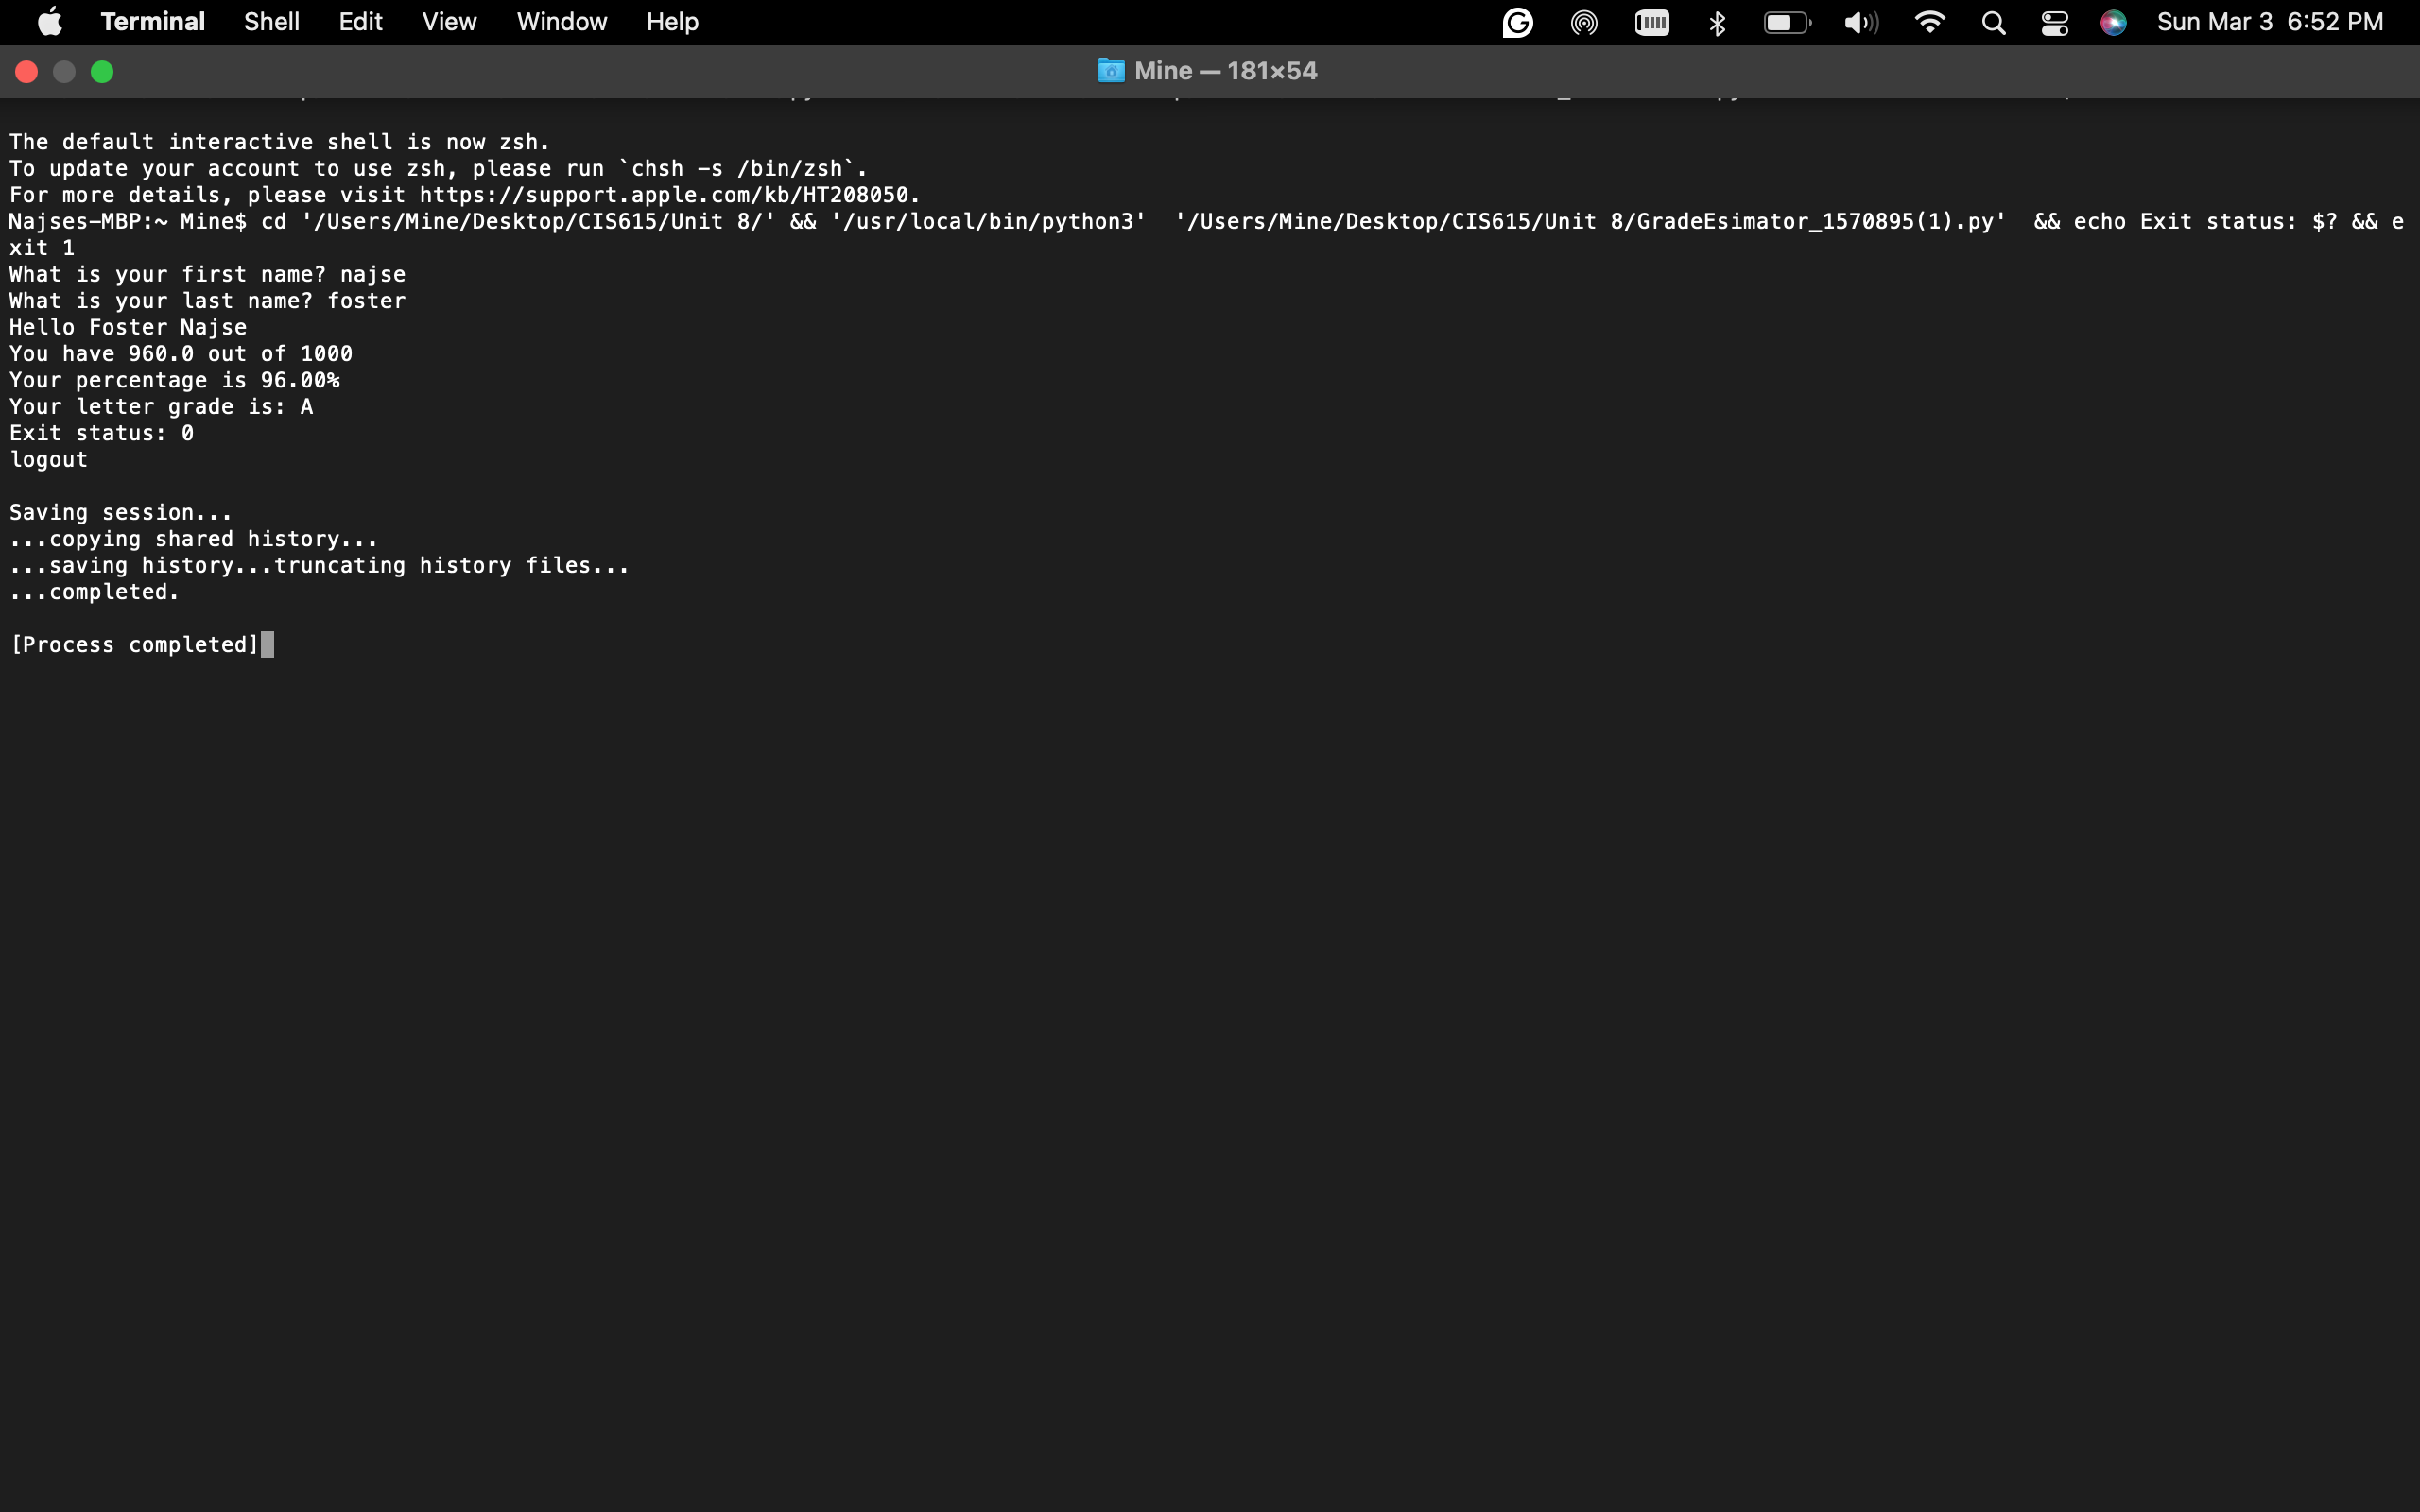 Terminal Shell Edit View Window Help Sun Mar 3 6:52 PM
Mine — 181×54
The default interactive shell is now zsh.
To update your account to use zsh, please run `chsh -s /bin/zsh`.
For more details, please visit https://support.apple.com/kb/HT208050.
Najses-MBP:~ Mine$ cd '/Users/Mine/Desktop/CIS615/Unit 8/' && '/usr/local/bin/python3'  '/Users/Mine/Desktop/CIS615/Unit 8/GradeEsimator_1570895(1).py'  && echo Exit status: $? && e
xit 1
What is your first name? najse
What is your last name? foster
Hello Foster Najse
You have 960.0 out of 1000
Your percentage is 96.00%
Your letter grade is: A
Exit status: 0
logout
Saving session...
...copying shared history...
...saving history...truncating history files...
...completed.
[Process completed]